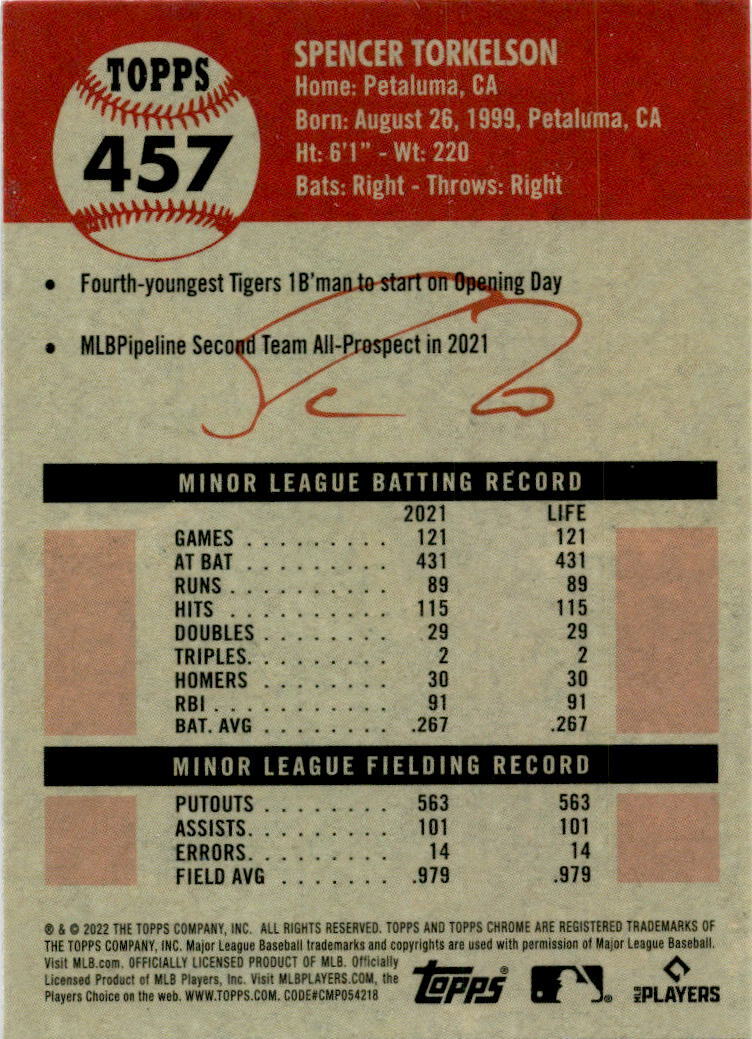 TOPPS
457
SPENCER TORKELSON
Home: Petaluma, CA
Born: August 26, 1999, Petaluma, CA
Ht: 6'1" - Wt: 220
Bats: Right - Throws: Right
• Fourth-youngest Tigers 1B'man to start on Opening Day
• MLBPipeline Second Team All-Prospect in 2021
MINOR LEAGUE BATTING RECORD
2021 LIFE
GAMES . . . . . . . . . 121 121
AT BAT . . . . . . . . . 431 431
RUNS . . . . . . . . . . 89 89
HITS . . . . . . . . . . 115 115
DOUBLES . . . . . . . . 29 29
TRIPLES. . . . . . . . . 2 2
HOMERS . . . . . . . . 30 30
RBI . . . . . . . . . . . 91 91
BAT. AVG . . . . . . . . .267 .267
MINOR LEAGUE FIELDING RECORD
PUTOUTS . . . . . . . . 563 563
ASSISTS. . . . . . . . . 101 101
ERRORS. . . . . . . . . 14 14
FIELD AVG . . . . . . . .979 .979
® & © 2022 THE TOPPS COMPANY, INC. ALL RIGHTS RESERVED. TOPPS AND TOPPS CHROME ARE REGISTERED TRADEMARKS OF
THE TOPPS COMPANY, INC. Major League Baseball trademarks and copyrights are used with permission of Major League Baseball.
Visit MLB.com. OFFICIALLY LICENSED PRODUCT OF MLB. Officially
Licensed Product of MLB Players, Inc. Visit MLBPLAYERS.COM, the
Players Choice on the web. WWW.TOPPS.COM. CODE#CMP054218
Topps®
MLB PLAYERS